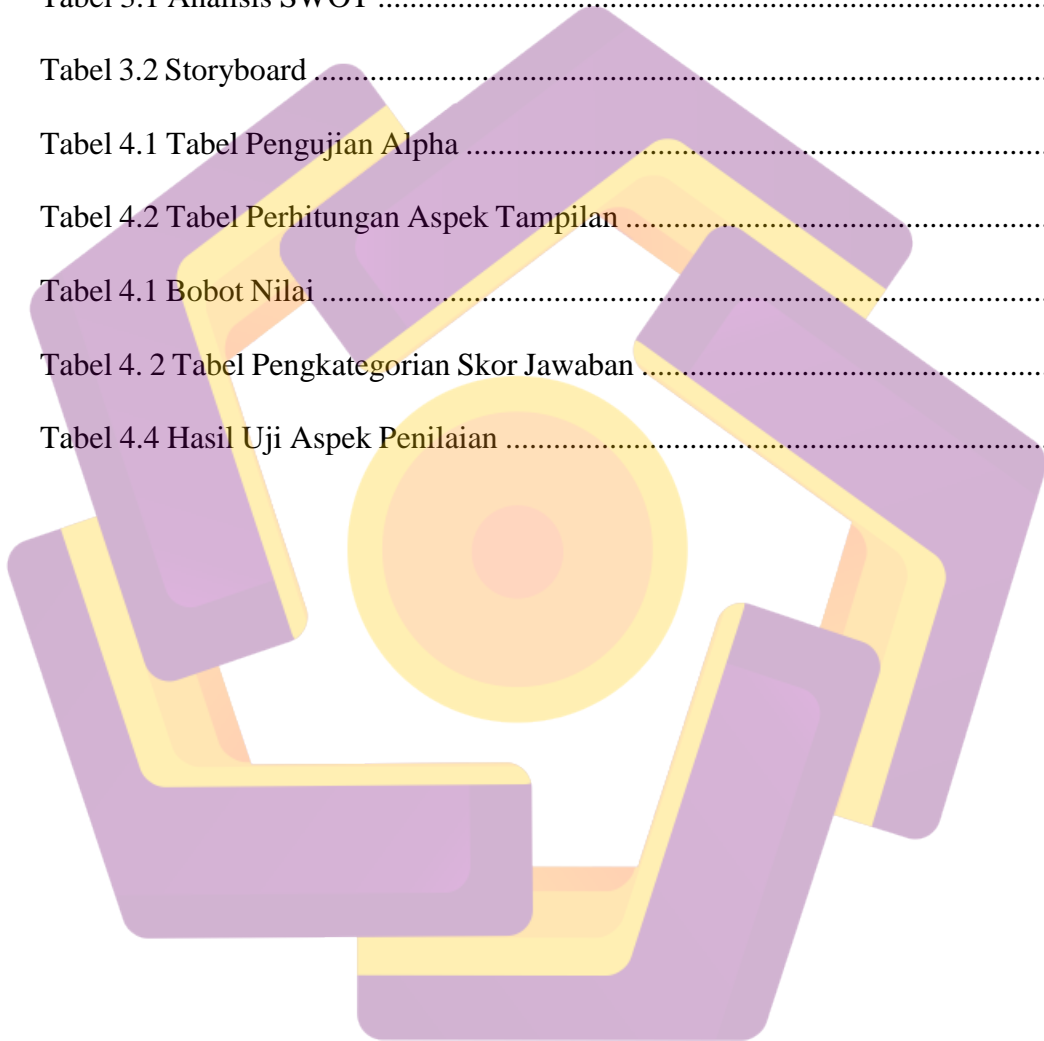 Tabel 3.1 Analisis SWOT ..........................................................................................
Tabel 3.2 Storyboard ..................................................................................................
Tabel 4.1 Tabel Pengujian Alpha ...............................................................................
Tabel 4.2 Tabel Perhitungan Aspek Tampilan ...........................................................
Tabel 4.1 Bobot Nilai .................................................................................................
Tabel 4. 2 Tabel Pengkategorian Skor Jawaban .........................................................
Tabel 4.4 Hasil Uji Aspek Penilaian ..........................................................................